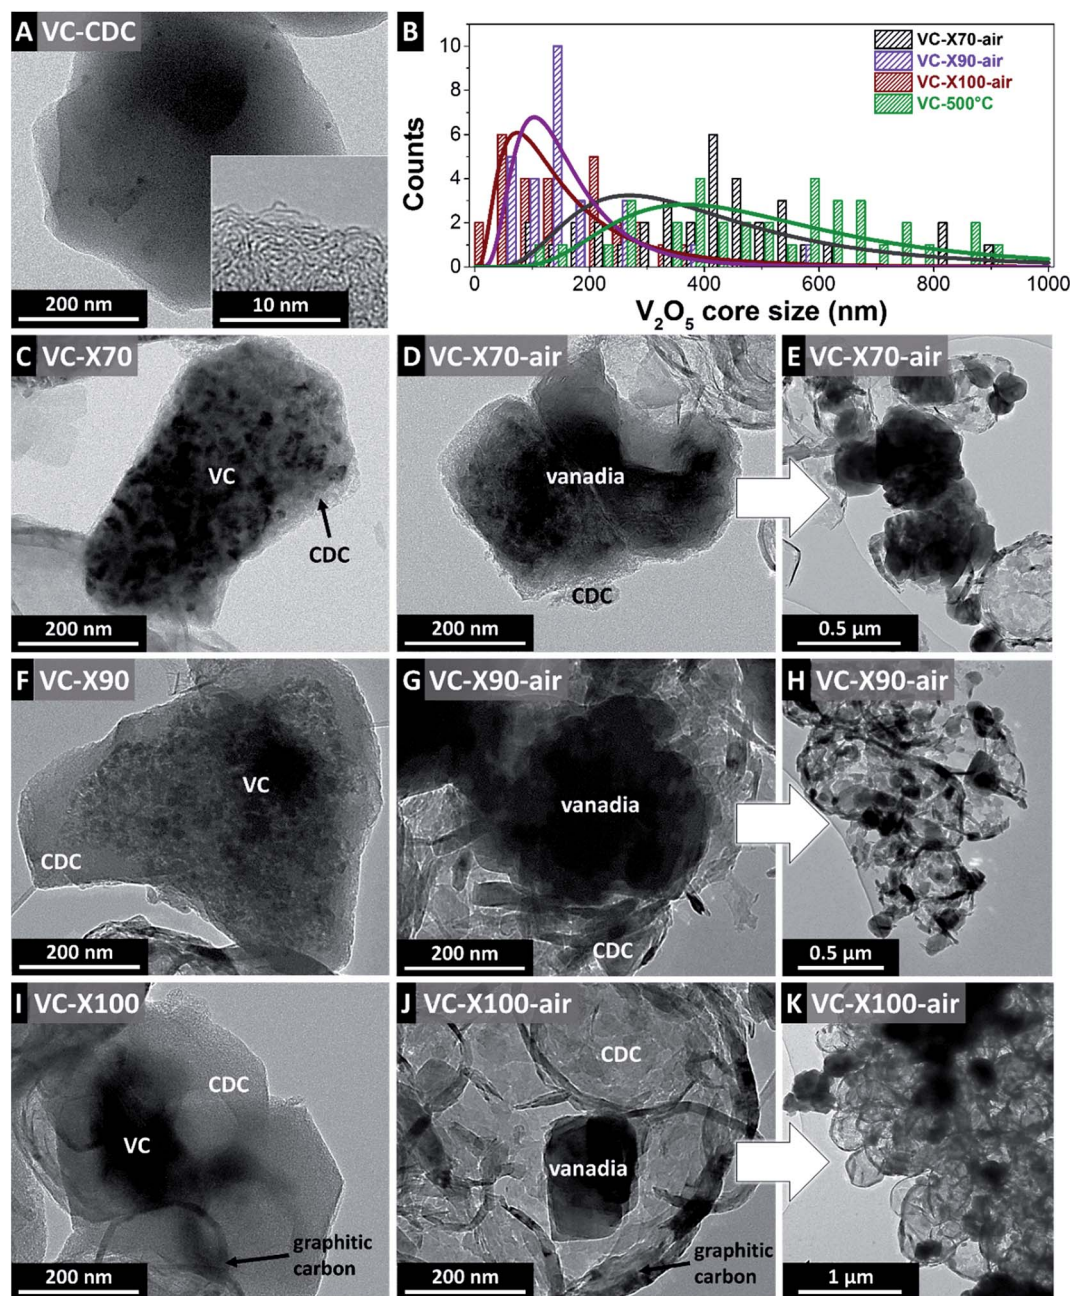 A VC-CDC
200 nm
10 nm
B
Counts
10
8
6
4
2
0
VC-X70-air
VC-X90-air
VC-X100-air
VC-500°C
0 200 400 600 800 1000
V₂O₅ core size (nm)
C VC-X70
VC
CDC
200 nm
D VC-X70-air
vanadia
CDC
200 nm
E VC-X70-air
0.5 µm
F VC-X90
VC
CDC
200 nm
G VC-X90-air
vanadia
CDC
200 nm
H VC-X90-air
0.5 µm
I VC-X100
CDC
VC
graphitic
carbon
200 nm
J VC-X100-air
CDC
vanadia
graphitic
carbon
200 nm
K VC-X100-air
1 µm